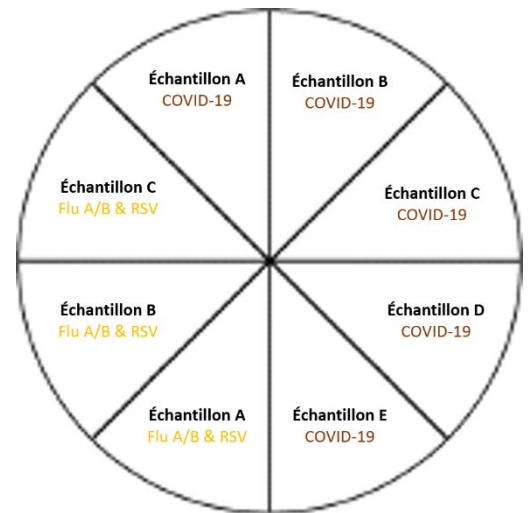 Échantillon A
COVID-19
Échantillon B
COVID-19
Échantillon C
Flu A/B & RSV
Échantillon C
COVID-19
Échantillon B
Flu A/B & RSV
Échantillon D
COVID-19
Échantillon A
Flu A/B & RSV
Échantillon E
COVID-19